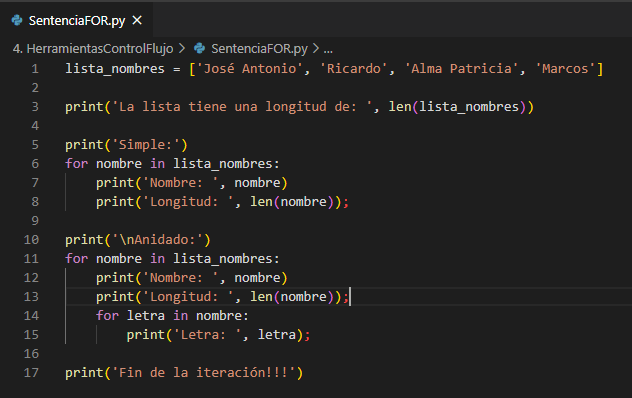 SentenciaFOR.py ×
4. HerramientasControlFlujo > SentenciaFOR.py > ...
1 lista_nombres = ['José Antonio', 'Ricardo', 'Alma Patricia', 'Marcos']
2
3 print('La lista tiene una longitud de: ', len(lista_nombres))
4
5 print('Simple:')
6 for nombre in lista_nombres:
7     print('Nombre: ', nombre)
8     print('Longitud: ', len(nombre));
9
10 print('\nAnidado:')
11 for nombre in lista_nombres:
12     print('Nombre: ', nombre)
13     print('Longitud: ', len(nombre));
14     for letra in nombre:
15         print('Letra: ', letra);
16
17 print('Fin de la iteración!!!')